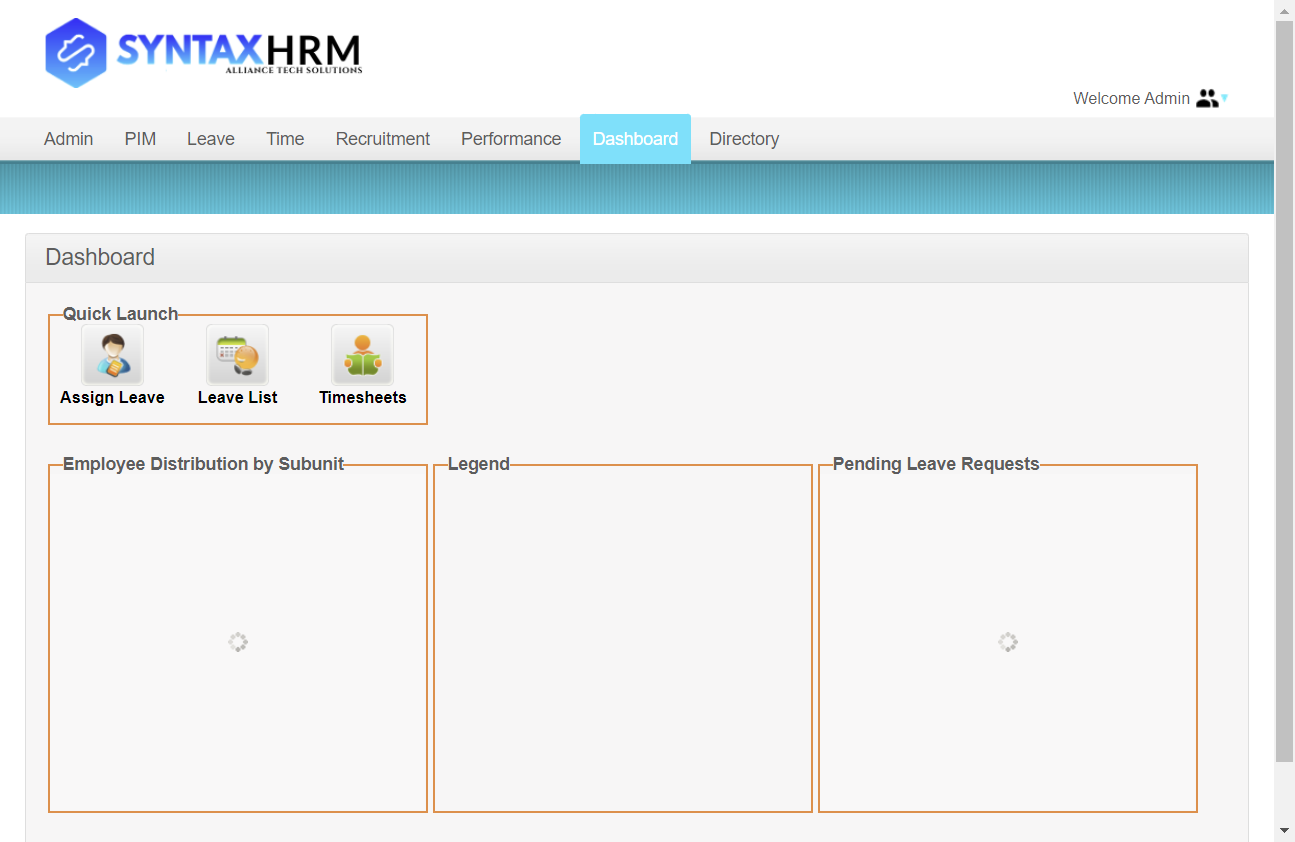 SYNTAXHRM
ALLIANCE TECH SOLUTIONS
Welcome Admin
Admin PIM Leave Time Recruitment Performance Dashboard Directory
Dashboard
Quick Launch
Assign Leave Leave List Timesheets
Employee Distribution by Subunit Legend Pending Leave Requests